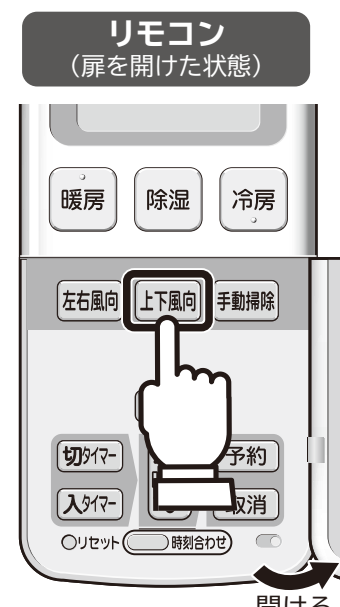 リモコン
（扉を開けた状態）
暖房
除湿
冷房
左右風向
上下風向
手動掃除
切タイマー
予約
入タイマー
取消
リセット
時刻合わせ
開ける